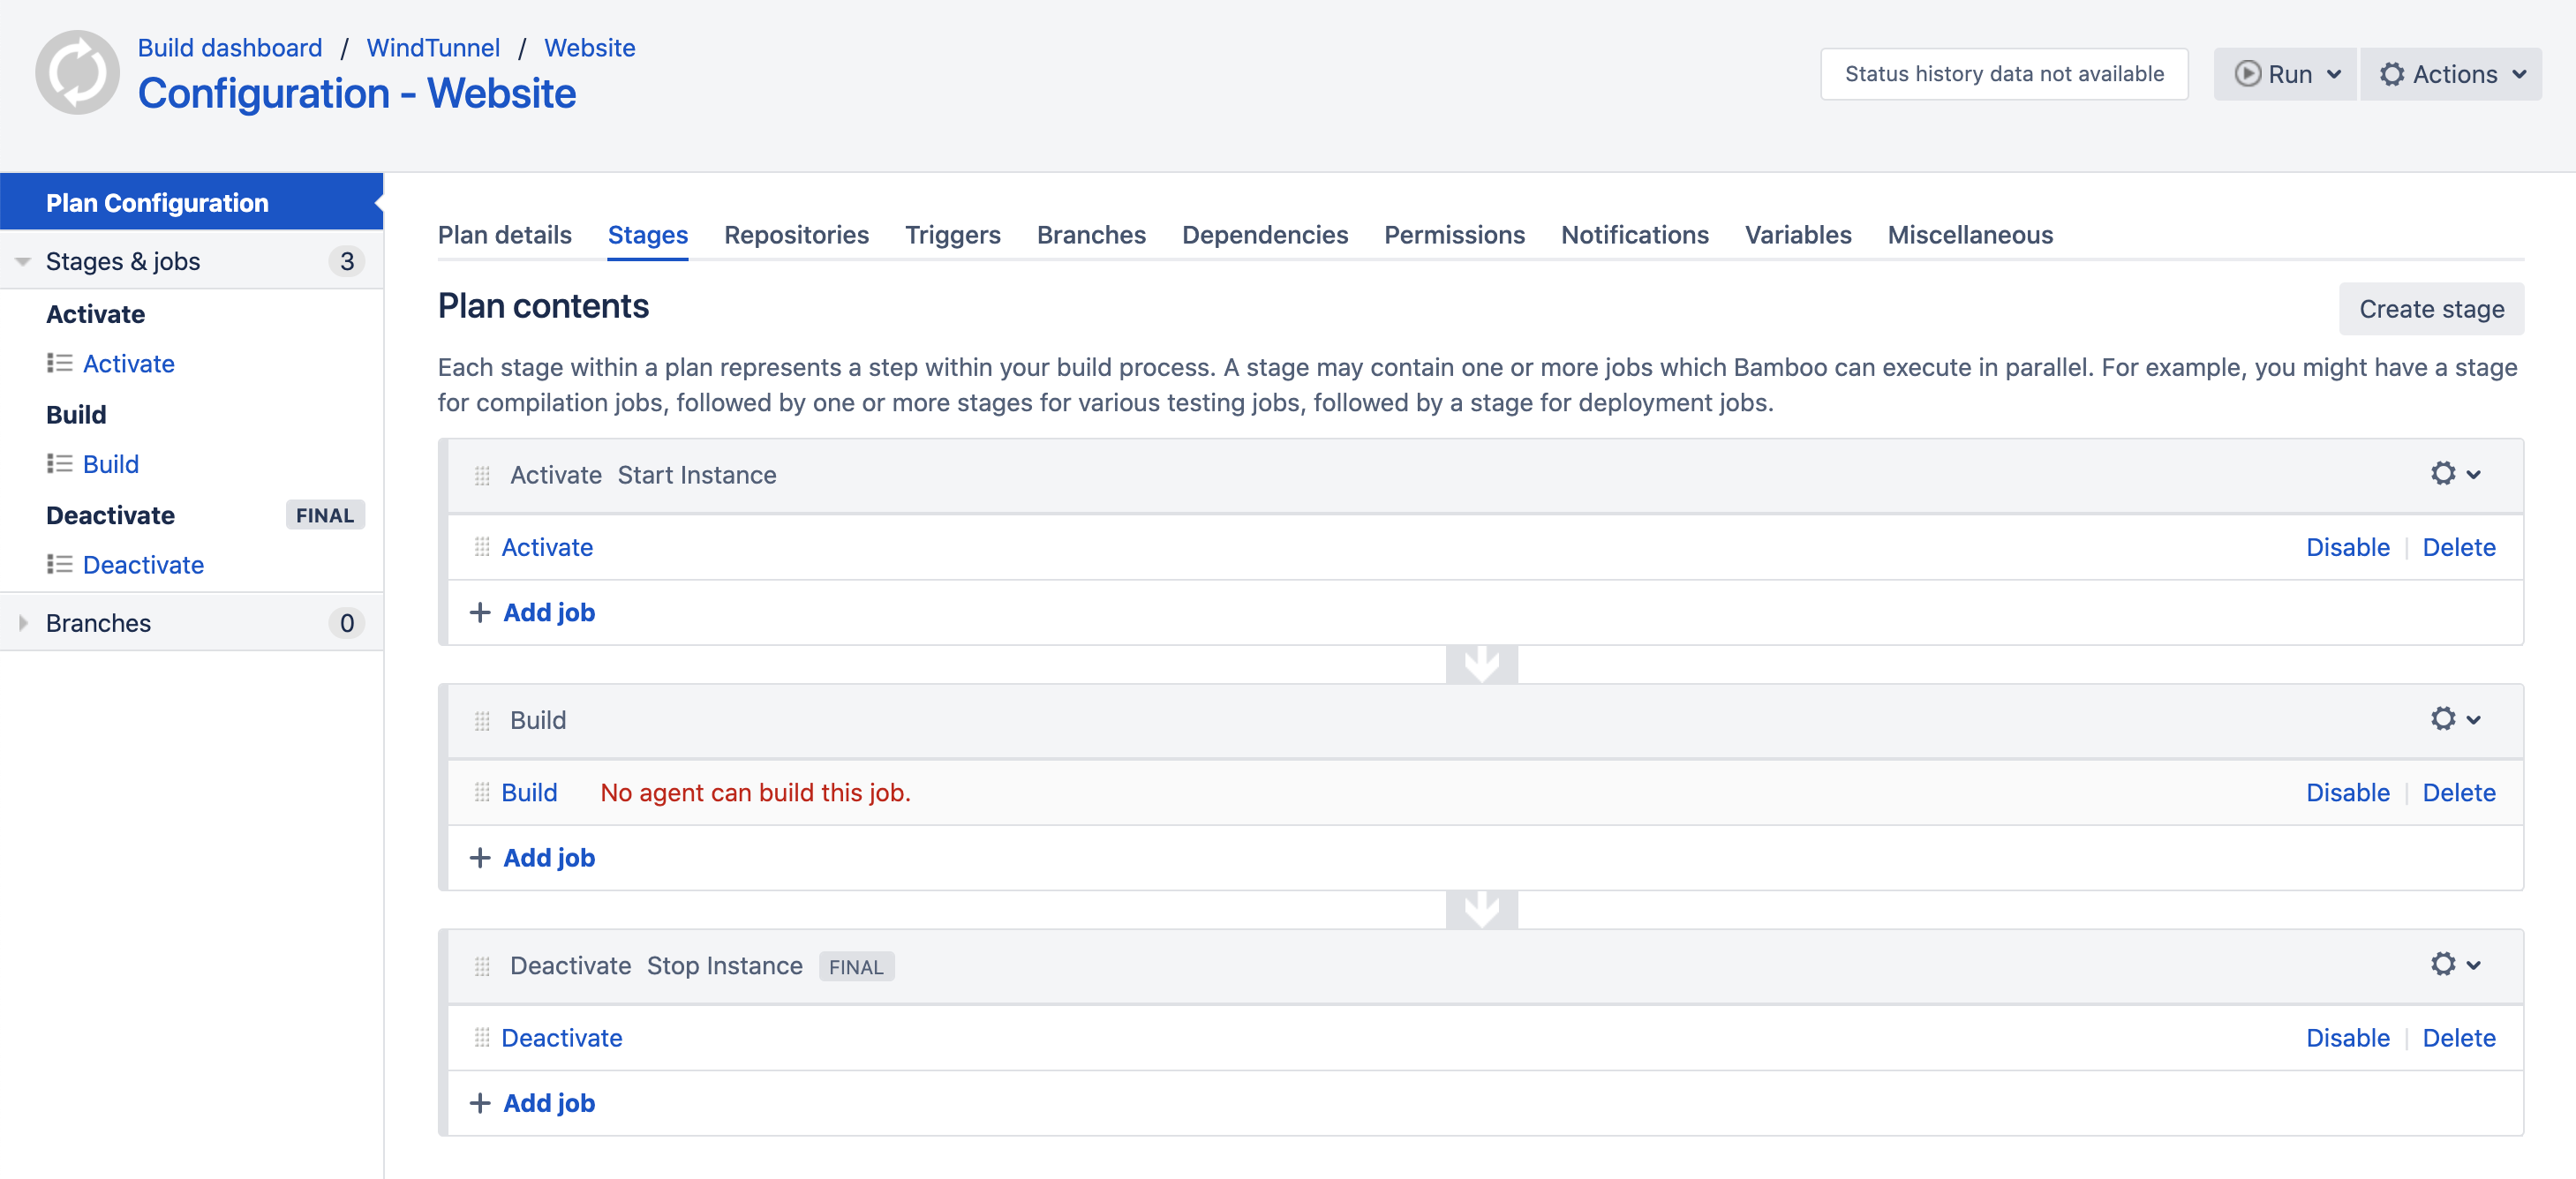 Build dashboard / WindTunnel / Website
Configuration - Website
Status history data not available
Run
Actions
Plan Configuration
Stages & jobs 3
Activate
Activate
Build
Build
Deactivate FINAL
Deactivate
Branches 0
Plan details Stages Repositories Triggers Branches Dependencies Permissions Notifications Variables Miscellaneous
Plan contents
Create stage
Each stage within a plan represents a step within your build process. A stage may contain one or more jobs which Bamboo can execute in parallel. For example, you might have a stage
for compilation jobs, followed by one or more stages for various testing jobs, followed by a stage for deployment jobs.
Activate Start Instance
Activate Disable Delete
Add job
Build
Build No agent can build this job. Disable Delete
Add job
Deactivate Stop Instance FINAL
Deactivate Disable Delete
Add job